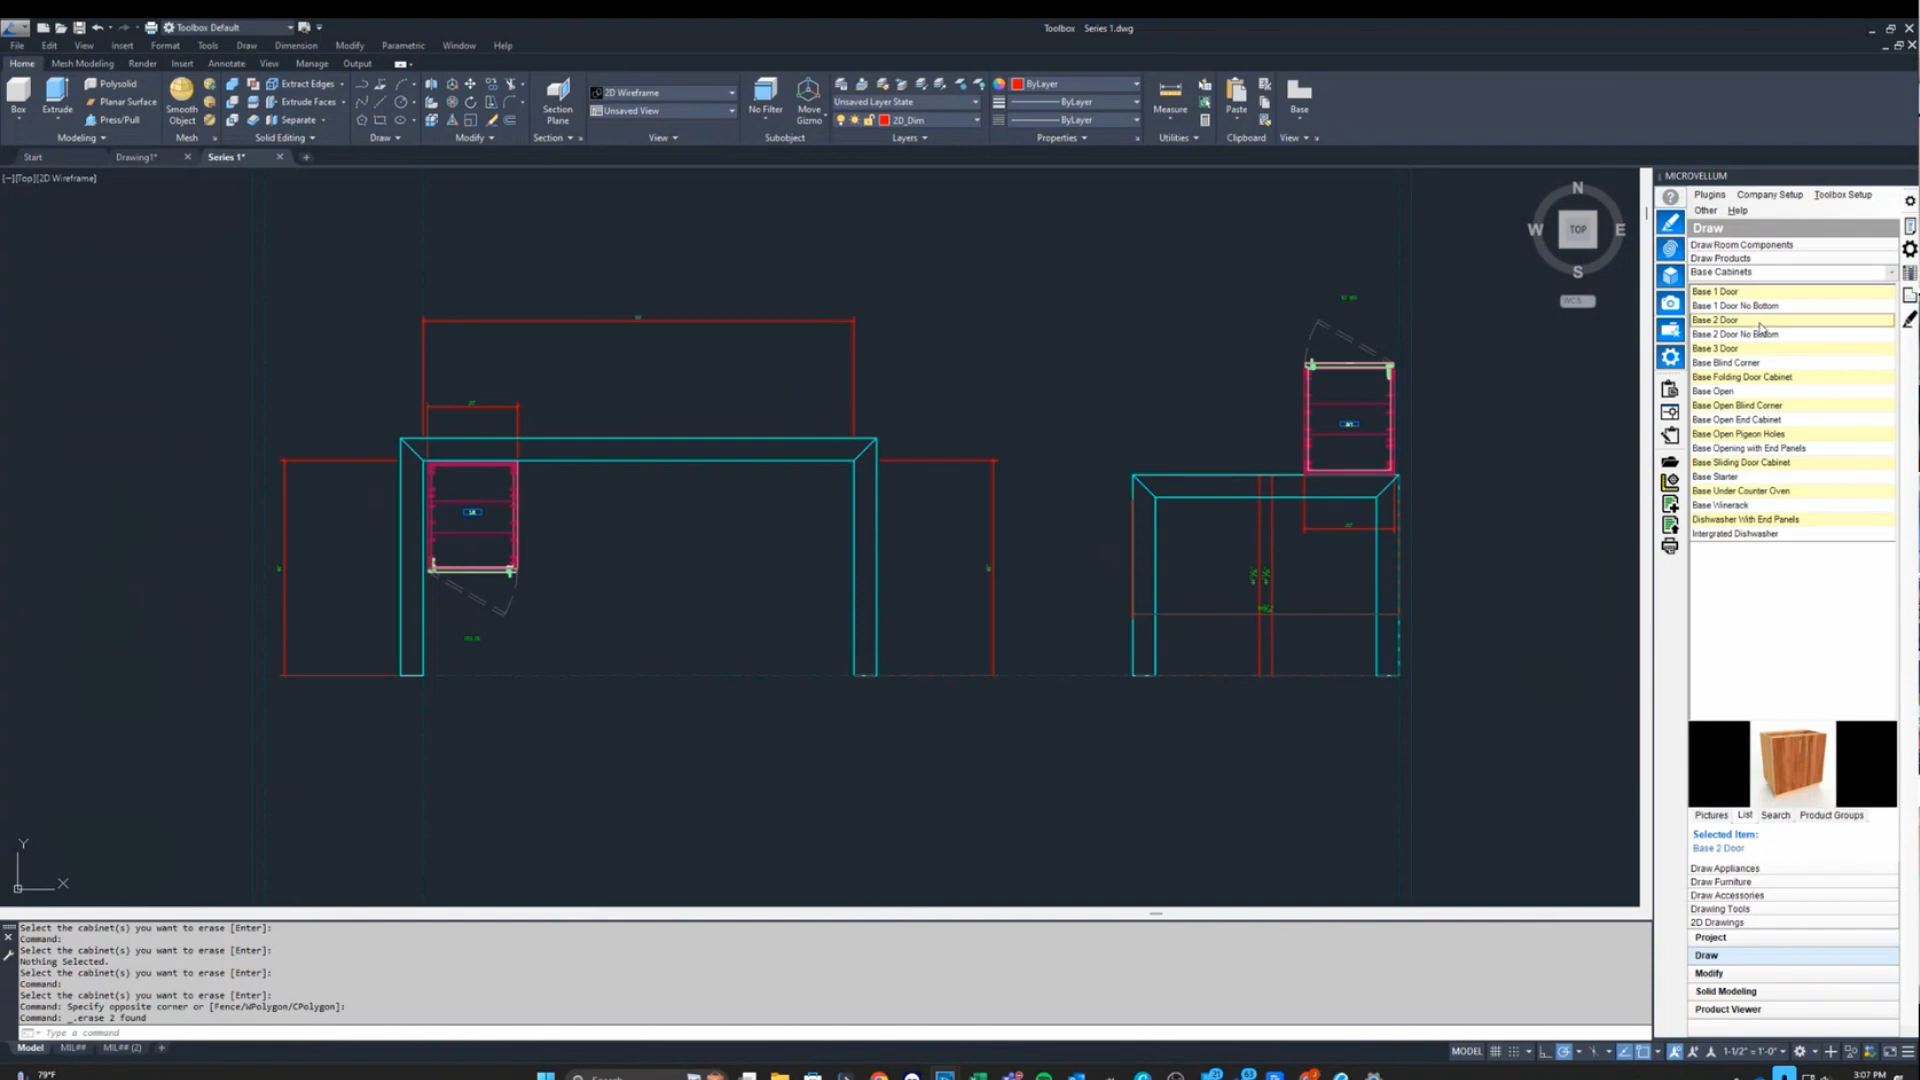 Toolbox Default
Toolbox Series 1.dwg
File Edit View Insert Format Tools Draw Dimension Modify Parametric Window Help
Home Mesh Modeling Render Insert Annotate View Manage Output
Box
Extrude
Polysolid
Planar Surface
Press/Pull
Smooth Object
Extract Edges
Extrude Faces
Separate
Section Plane
2D Wireframe
Unsaved View
No Filter
Move Gizmo
Unsaved Layer State
2D_Dim
ByLayer
ByLayer
ByLayer
Measure
Paste
Base
Modeling Mesh Solid Editing Draw Modify Section View Subobject Layers Properties Utilities Clipboard View
Start Drawing1* Series 1*
[−][Top][2D Wireframe]
N
W TOP E
S
WCS
Y
X
MICROVELLUM
Plugins Company Setup Toolbox Setup
Other Help
Draw
Draw Room Components
Draw Products
Base Cabinets
Base 1 Door
Base 1 Door No Bottom
Base 2 Door
Base 2 Door No Bottom
Base 3 Door
Base Blind Corner
Base Folding Door Cabinet
Base Open
Base Open Blind Corner
Base Open End Cabinet
Base Open Pigeon Holes
Base Opening with End Panels
Base Sliding Door Cabinet
Base Starter
Base Under Counter Oven
Base Winerack
Dishwasher With End Panels
Intergrated Dishwasher
Pictures List Search Product Groups
Selected Item:
Base 2 Door
Draw Appliances
Draw Furniture
Draw Accessories
Drawing Tools
2D Drawings
Project
Draw
Modify
Solid Modeling
Product Viewer
Select the cabinet(s) you want to erase [Enter]:
Command:
Select the cabinet(s) you want to erase [Enter]:
Nothing Selected.
Select the cabinet(s) you want to erase [Enter]:
Command:
Select the cabinet(s) you want to erase [Enter]:
Command: Specify opposite corner or [Fence/WPolygon/CPolygon]:
Command: _.erase 2 found
Type a command
Model MIL## MIL## (2)
MODEL
1-1/2" = 1'-0"
79°F
Search
21
63
3:07 PM